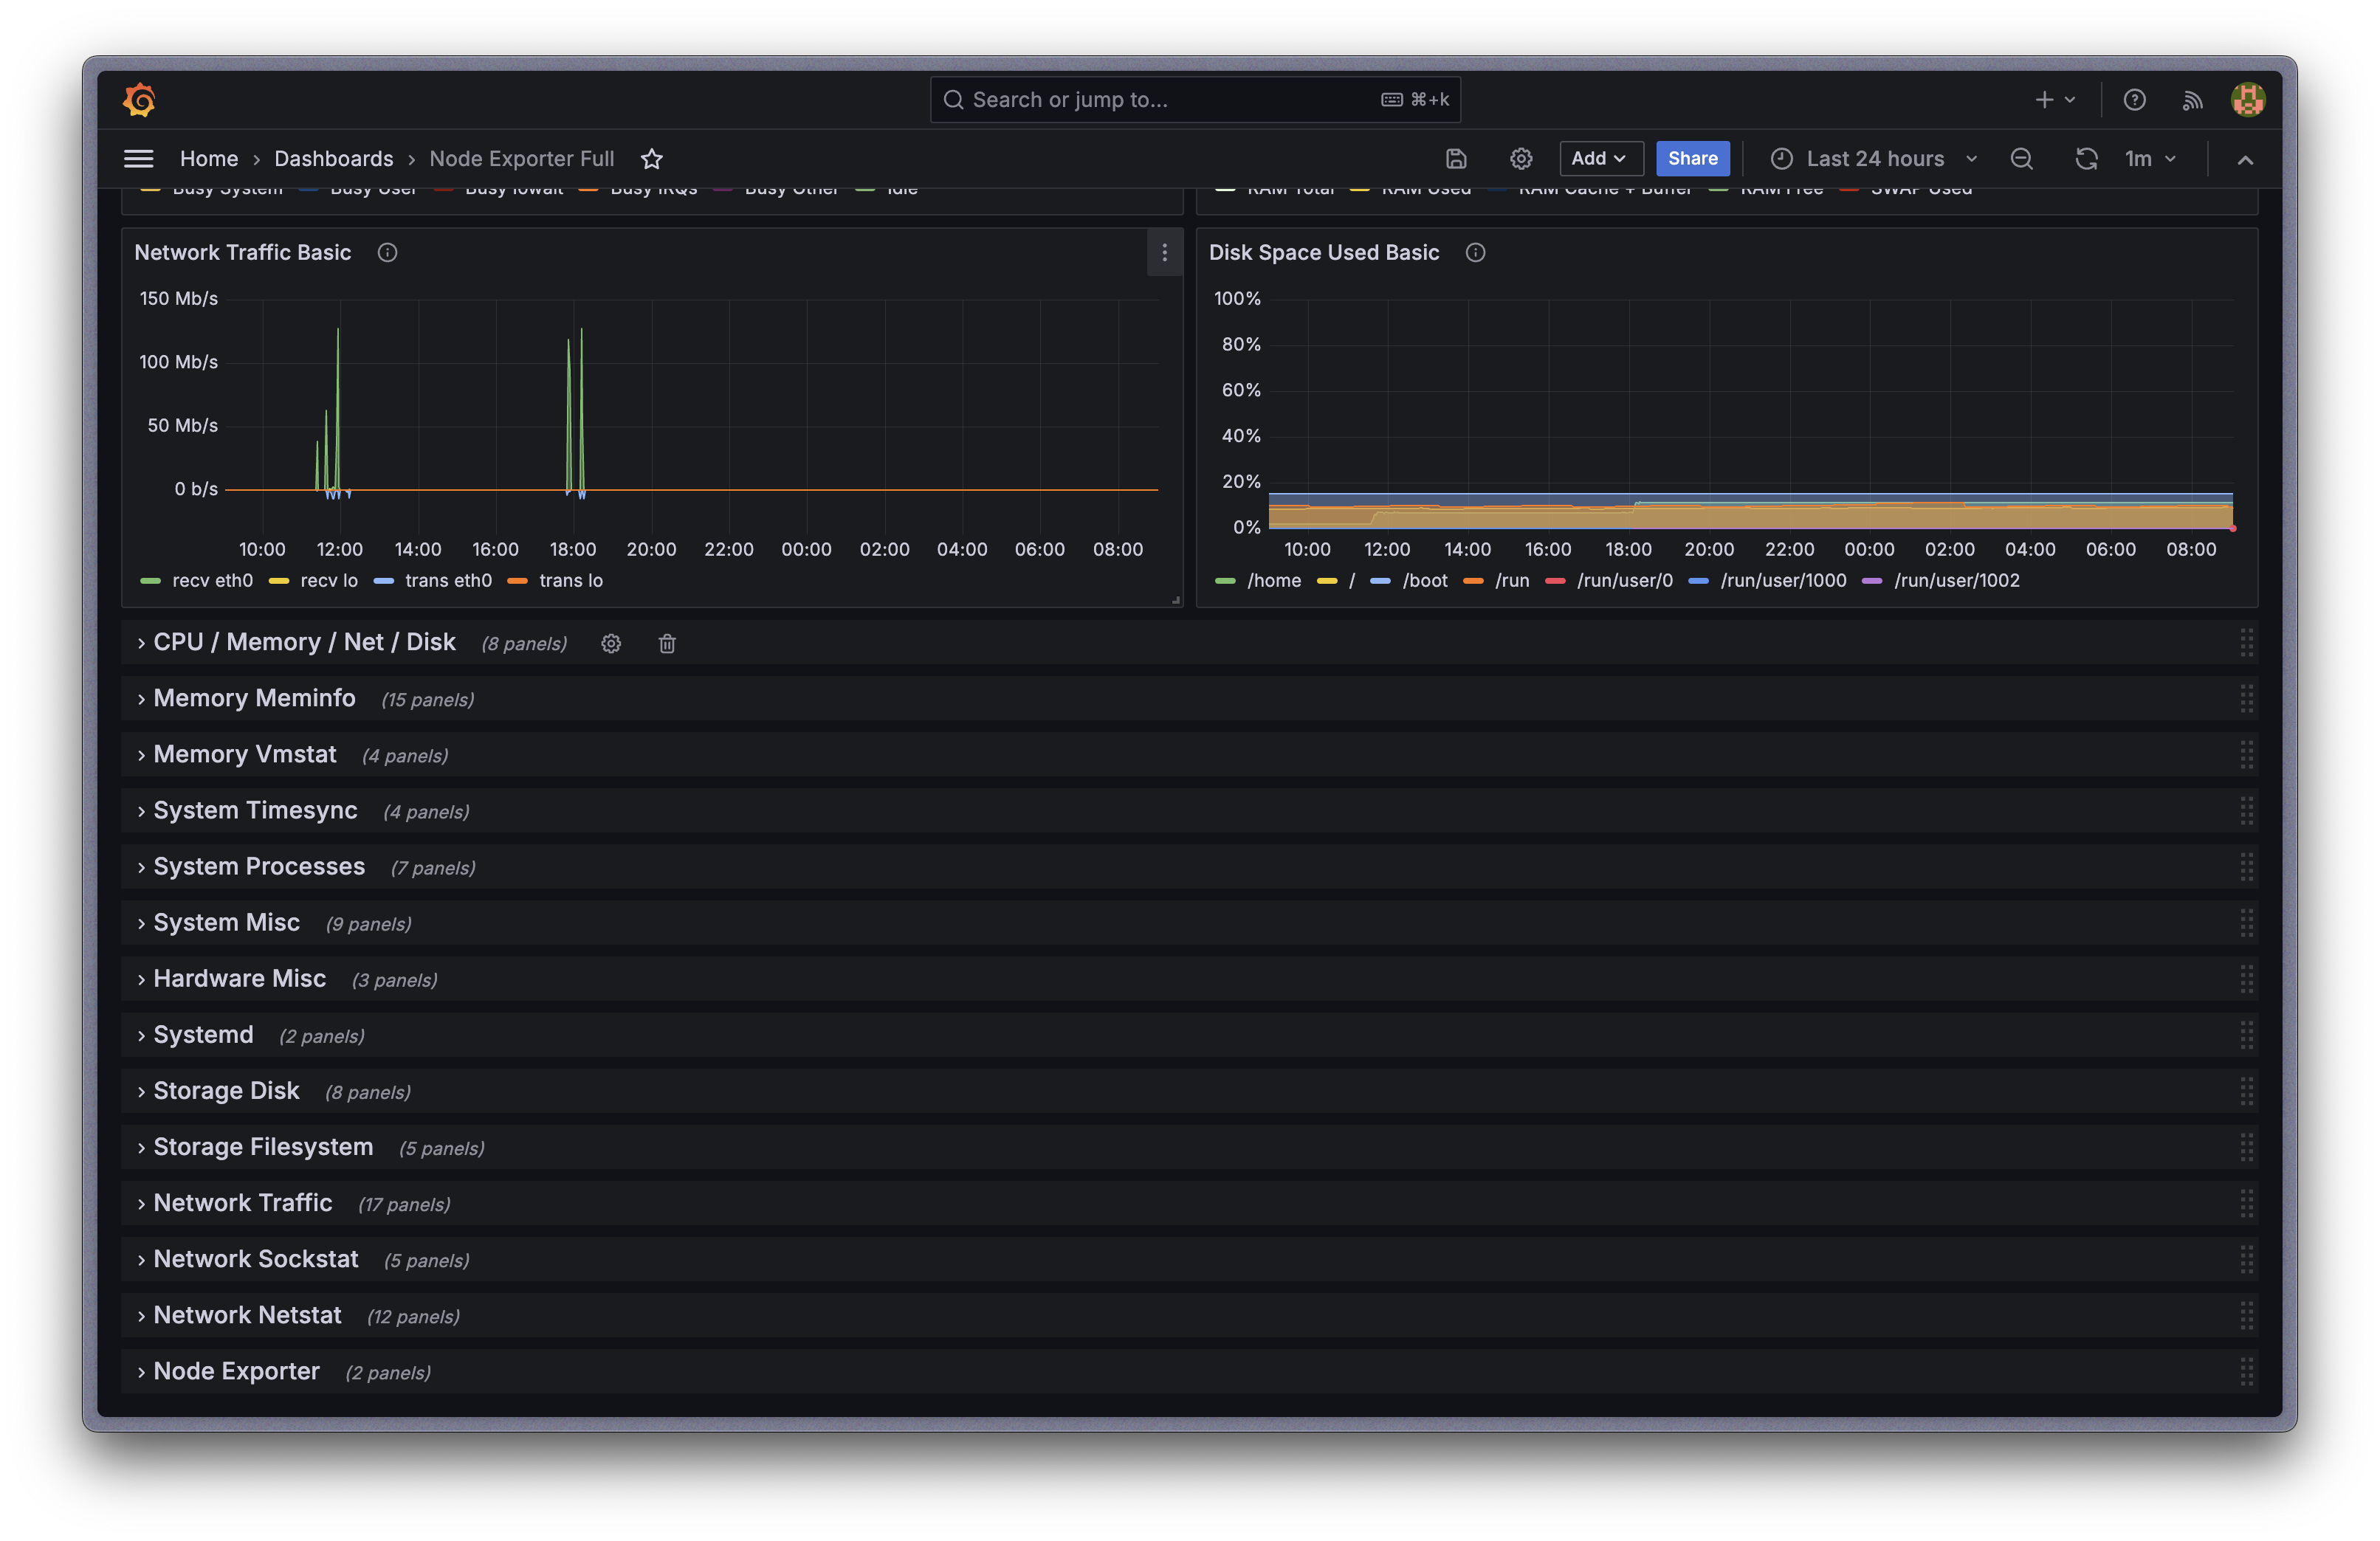 Search or jump to... ⌘+k
Home › Dashboards › Node Exporter Full Add Share Last 24 hours 1m
Busy System Busy User Busy Iowait Busy IRQs Busy Other Idle
RAM Total RAM Used RAM Cache + Buffer RAM Free SWAP Used
Network Traffic Basic
150 Mb/s
100 Mb/s
50 Mb/s
0 b/s
10:00 12:00 14:00 16:00 18:00 20:00 22:00 00:00 02:00 04:00 06:00 08:00
recv eth0 recv lo trans eth0 trans lo
Disk Space Used Basic
100%
80%
60%
40%
20%
0%
10:00 12:00 14:00 16:00 18:00 20:00 22:00 00:00 02:00 04:00 06:00 08:00
/home / /boot /run /run/user/0 /run/user/1000 /run/user/1002
CPU / Memory / Net / Disk (8 panels)
Memory Meminfo (15 panels)
Memory Vmstat (4 panels)
System Timesync (4 panels)
System Processes (7 panels)
System Misc (9 panels)
Hardware Misc (3 panels)
Systemd (2 panels)
Storage Disk (8 panels)
Storage Filesystem (5 panels)
Network Traffic (17 panels)
Network Sockstat (5 panels)
Network Netstat (12 panels)
Node Exporter (2 panels)